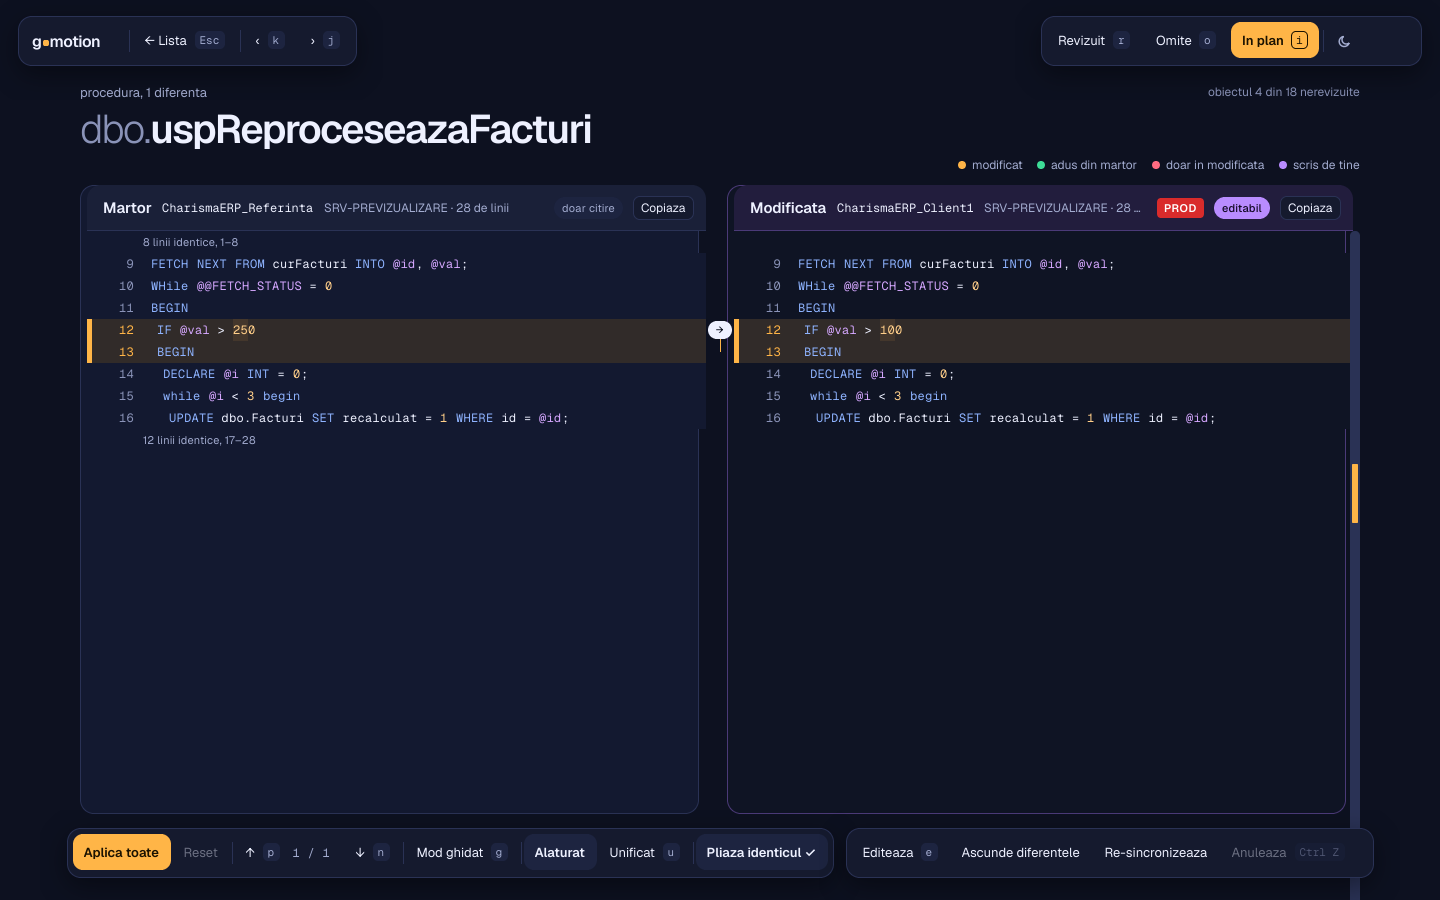 g•motion
← Lista Esc
‹ k
› j
Revizuit r
Omite o
In plan i
procedura, 1 diferenta
obiectul 4 din 18 nerevizuite
dbo.uspReproceseazaFacturi
modificat
adus din martor
doar in modificata
scris de tine
Martor CharismaERP_Referinta SRV-PREVIZUALIZARE · 28 de linii doar citire Copiaza
8 linii identice, 1–8
9 FETCH NEXT FROM curFacturi INTO @id, @val;
10 WHile @@FETCH_STATUS = 0
11 BEGIN
12 IF @val > 250
13 BEGIN
14 DECLARE @i INT = 0;
15 while @i < 3 begin
16 UPDATE dbo.Facturi SET recalculat = 1 WHERE id = @id;
12 linii identice, 17–28
→
Modificata CharismaERP_Client1 SRV-PREVIZUALIZARE · 28 … PROD editabil Copiaza
9 FETCH NEXT FROM curFacturi INTO @id, @val;
10 WHile @@FETCH_STATUS = 0
11 BEGIN
12 IF @val > 100
13 BEGIN
14 DECLARE @i INT = 0;
15 while @i < 3 begin
16 UPDATE dbo.Facturi SET recalculat = 1 WHERE id = @id;
Aplica toate
Reset
↑ p 1 / 1 ↓ n
Mod ghidat g
Alaturat
Unificat u
Pliaza identicul ✓
Editeaza e
Ascunde diferentele
Re-sincronizeaza
Anuleaza Ctrl Z